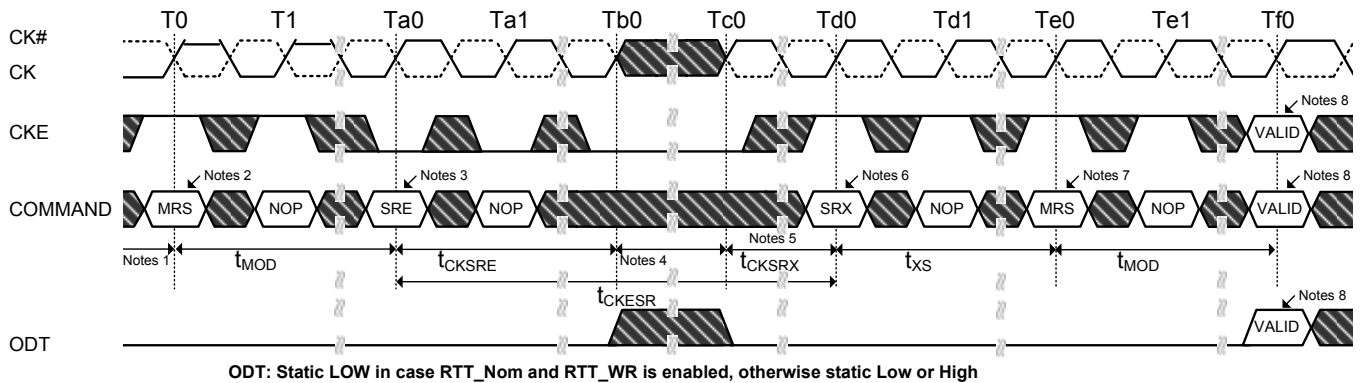 T0 T1 Ta0 Ta1 Tb0 Tc0 Td0 Td1 Te0 Te1 Tf0
CK#
CK
Notes 8
CKE VALID
Notes 2 Notes 3 Notes 6 Notes 7 Notes 8
COMMAND MRS NOP SRE NOP SRX NOP MRS NOP VALID
Notes 1 tMOD tCKSRE Notes 4 Notes 5 tCKSRX tXS tMOD
tCKESR
Notes 8
ODT VALID
ODT: Static LOW in case RTT_Nom and RTT_WR is enabled, otherwise static Low or High